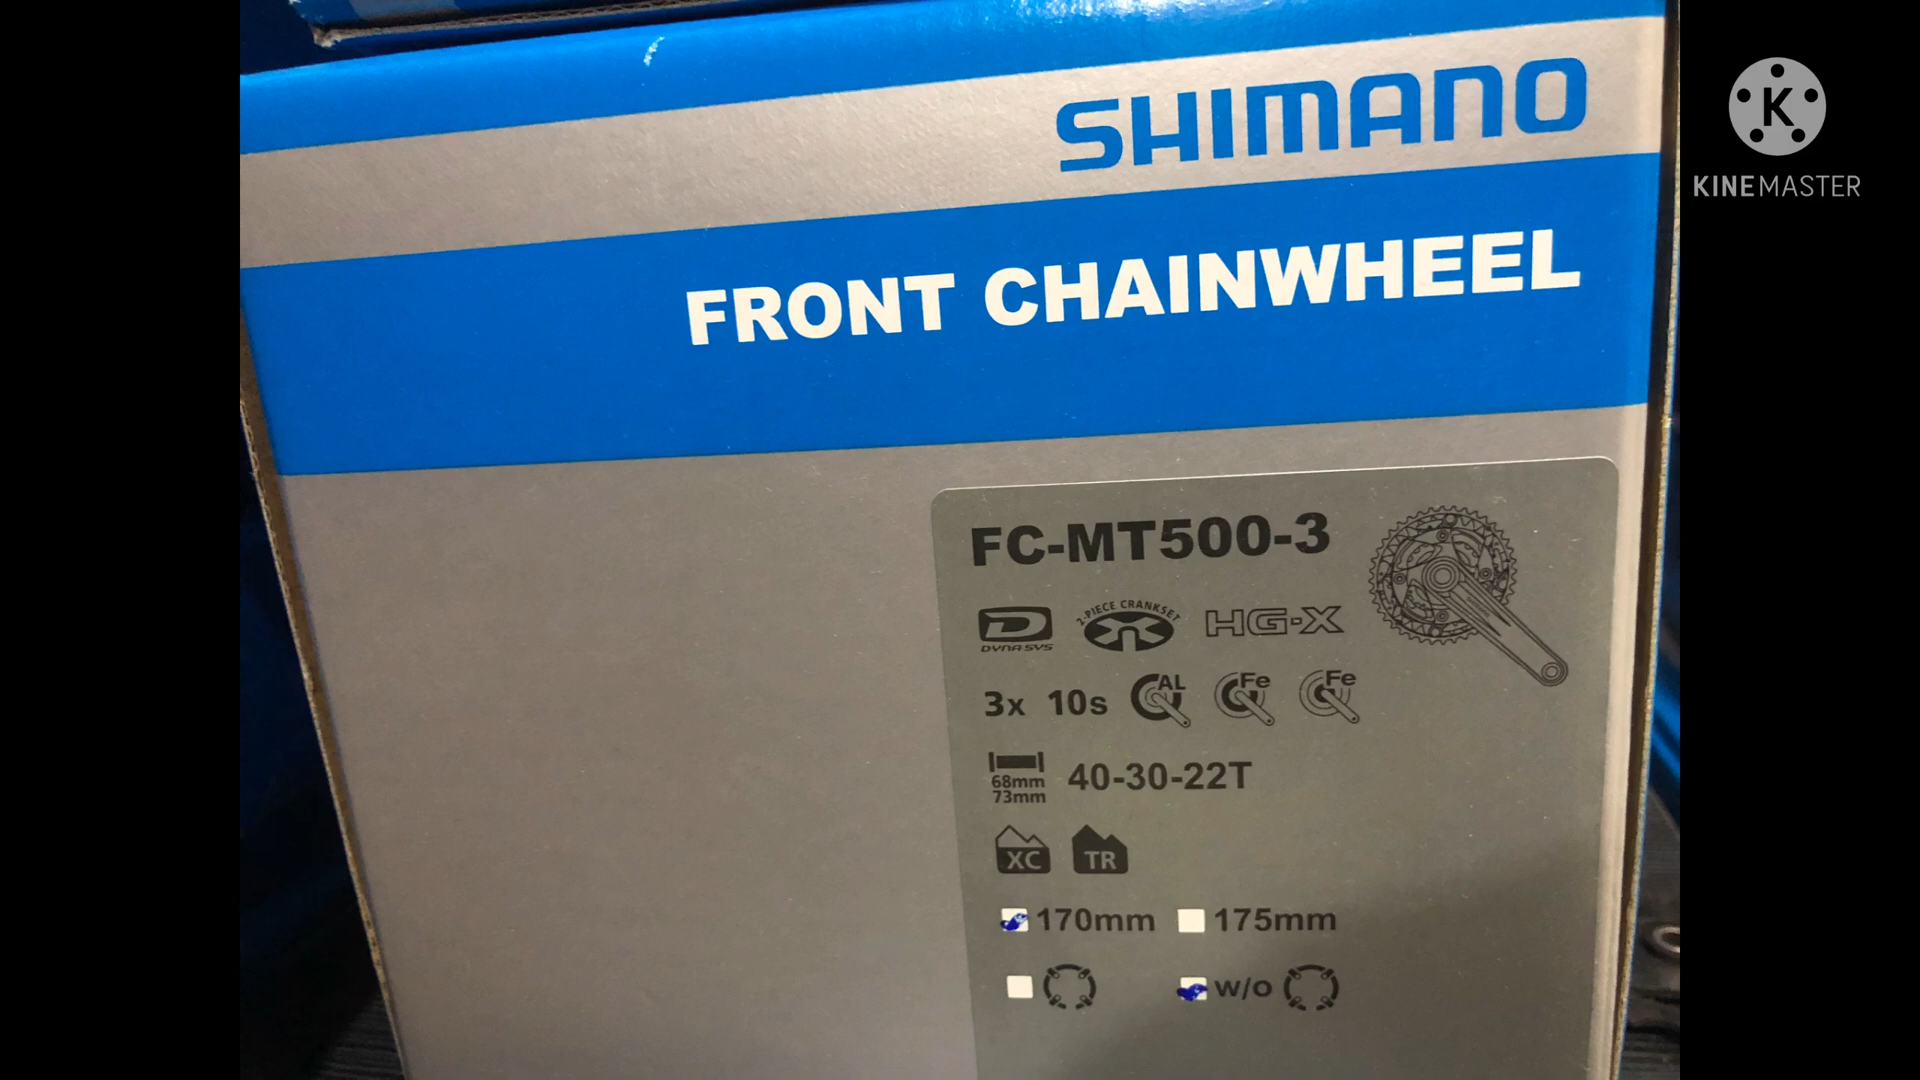 SHIMANO
FRONT CHAINWHEEL
FC-MT500-3
D
DYNA SYS
2-PIECE CRANKSET
HG-X
3x 10s AL Fe Fe
68mm
73mm
40-30-22T
XC TR
170mm 175mm
w/o
K
KINEMASTER